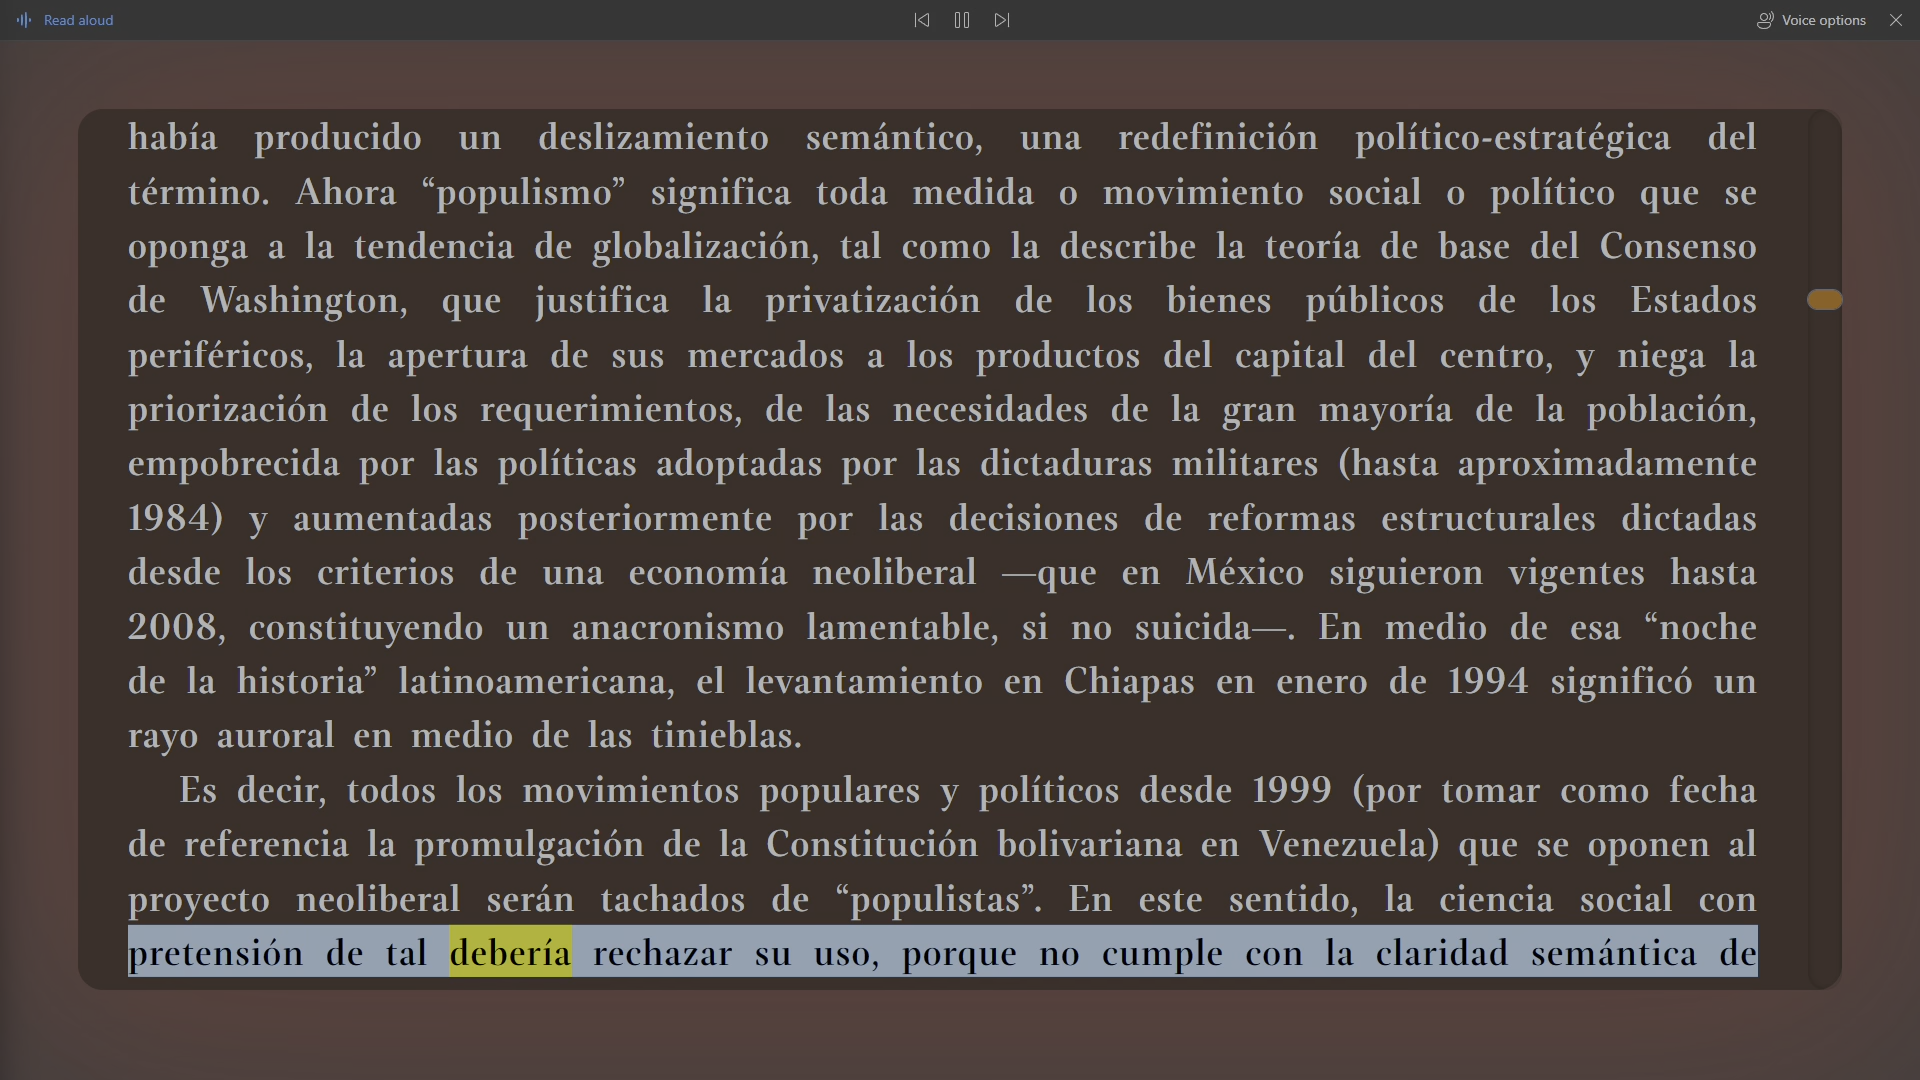 Read aloud
Voice options
había producido un deslizamiento semántico, una redefinición político-estratégica del
término. Ahora “populismo” significa toda medida o movimiento social o político que se
oponga a la tendencia de globalización, tal como la describe la teoría de base del Consenso
de Washington, que justifica la privatización de los bienes públicos de los Estados
periféricos, la apertura de sus mercados a los productos del capital del centro, y niega la
priorización de los requerimientos, de las necesidades de la gran mayoría de la población,
empobrecida por las políticas adoptadas por las dictaduras militares (hasta aproximadamente
1984) y aumentadas posteriormente por las decisiones de reformas estructurales dictadas
desde los criterios de una economía neoliberal —que en México siguieron vigentes hasta
2008, constituyendo un anacronismo lamentable, si no suicida—. En medio de esa “noche
de la historia” latinoamericana, el levantamiento en Chiapas en enero de 1994 significó un
rayo auroral en medio de las tinieblas.
Es decir, todos los movimientos populares y políticos desde 1999 (por tomar como fecha
de referencia la promulgación de la Constitución bolivariana en Venezuela) que se oponen al
proyecto neoliberal serán tachados de “populistas”. En este sentido, la ciencia social con
pretensión de tal debería rechazar su uso, porque no cumple con la claridad semántica de